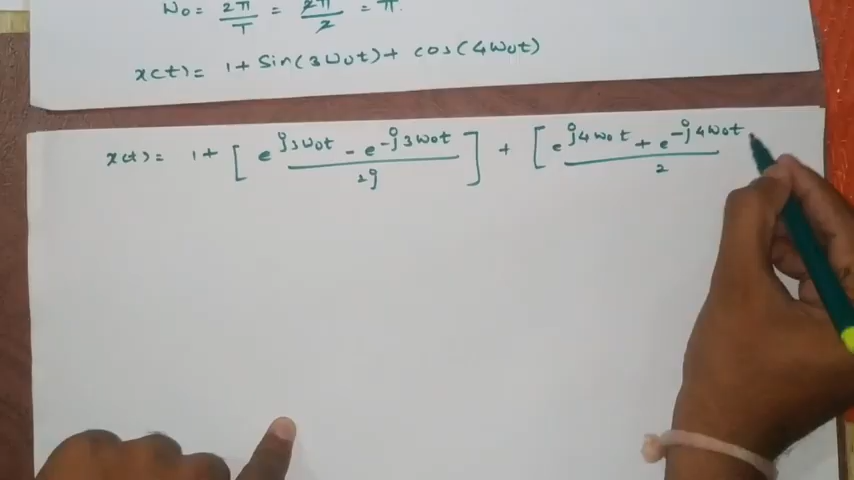 ω₀ = 2π/T = 2π/2 = π.
x(t) = 1 + Sin(3ω₀t) + cos(4ω₀t)
x(t) = 1 + [ e^{j3ω₀t} - e^{-j3ω₀t} / 2j ] + [ e^{j4ω₀t} + e^{-j4ω₀t} / 2